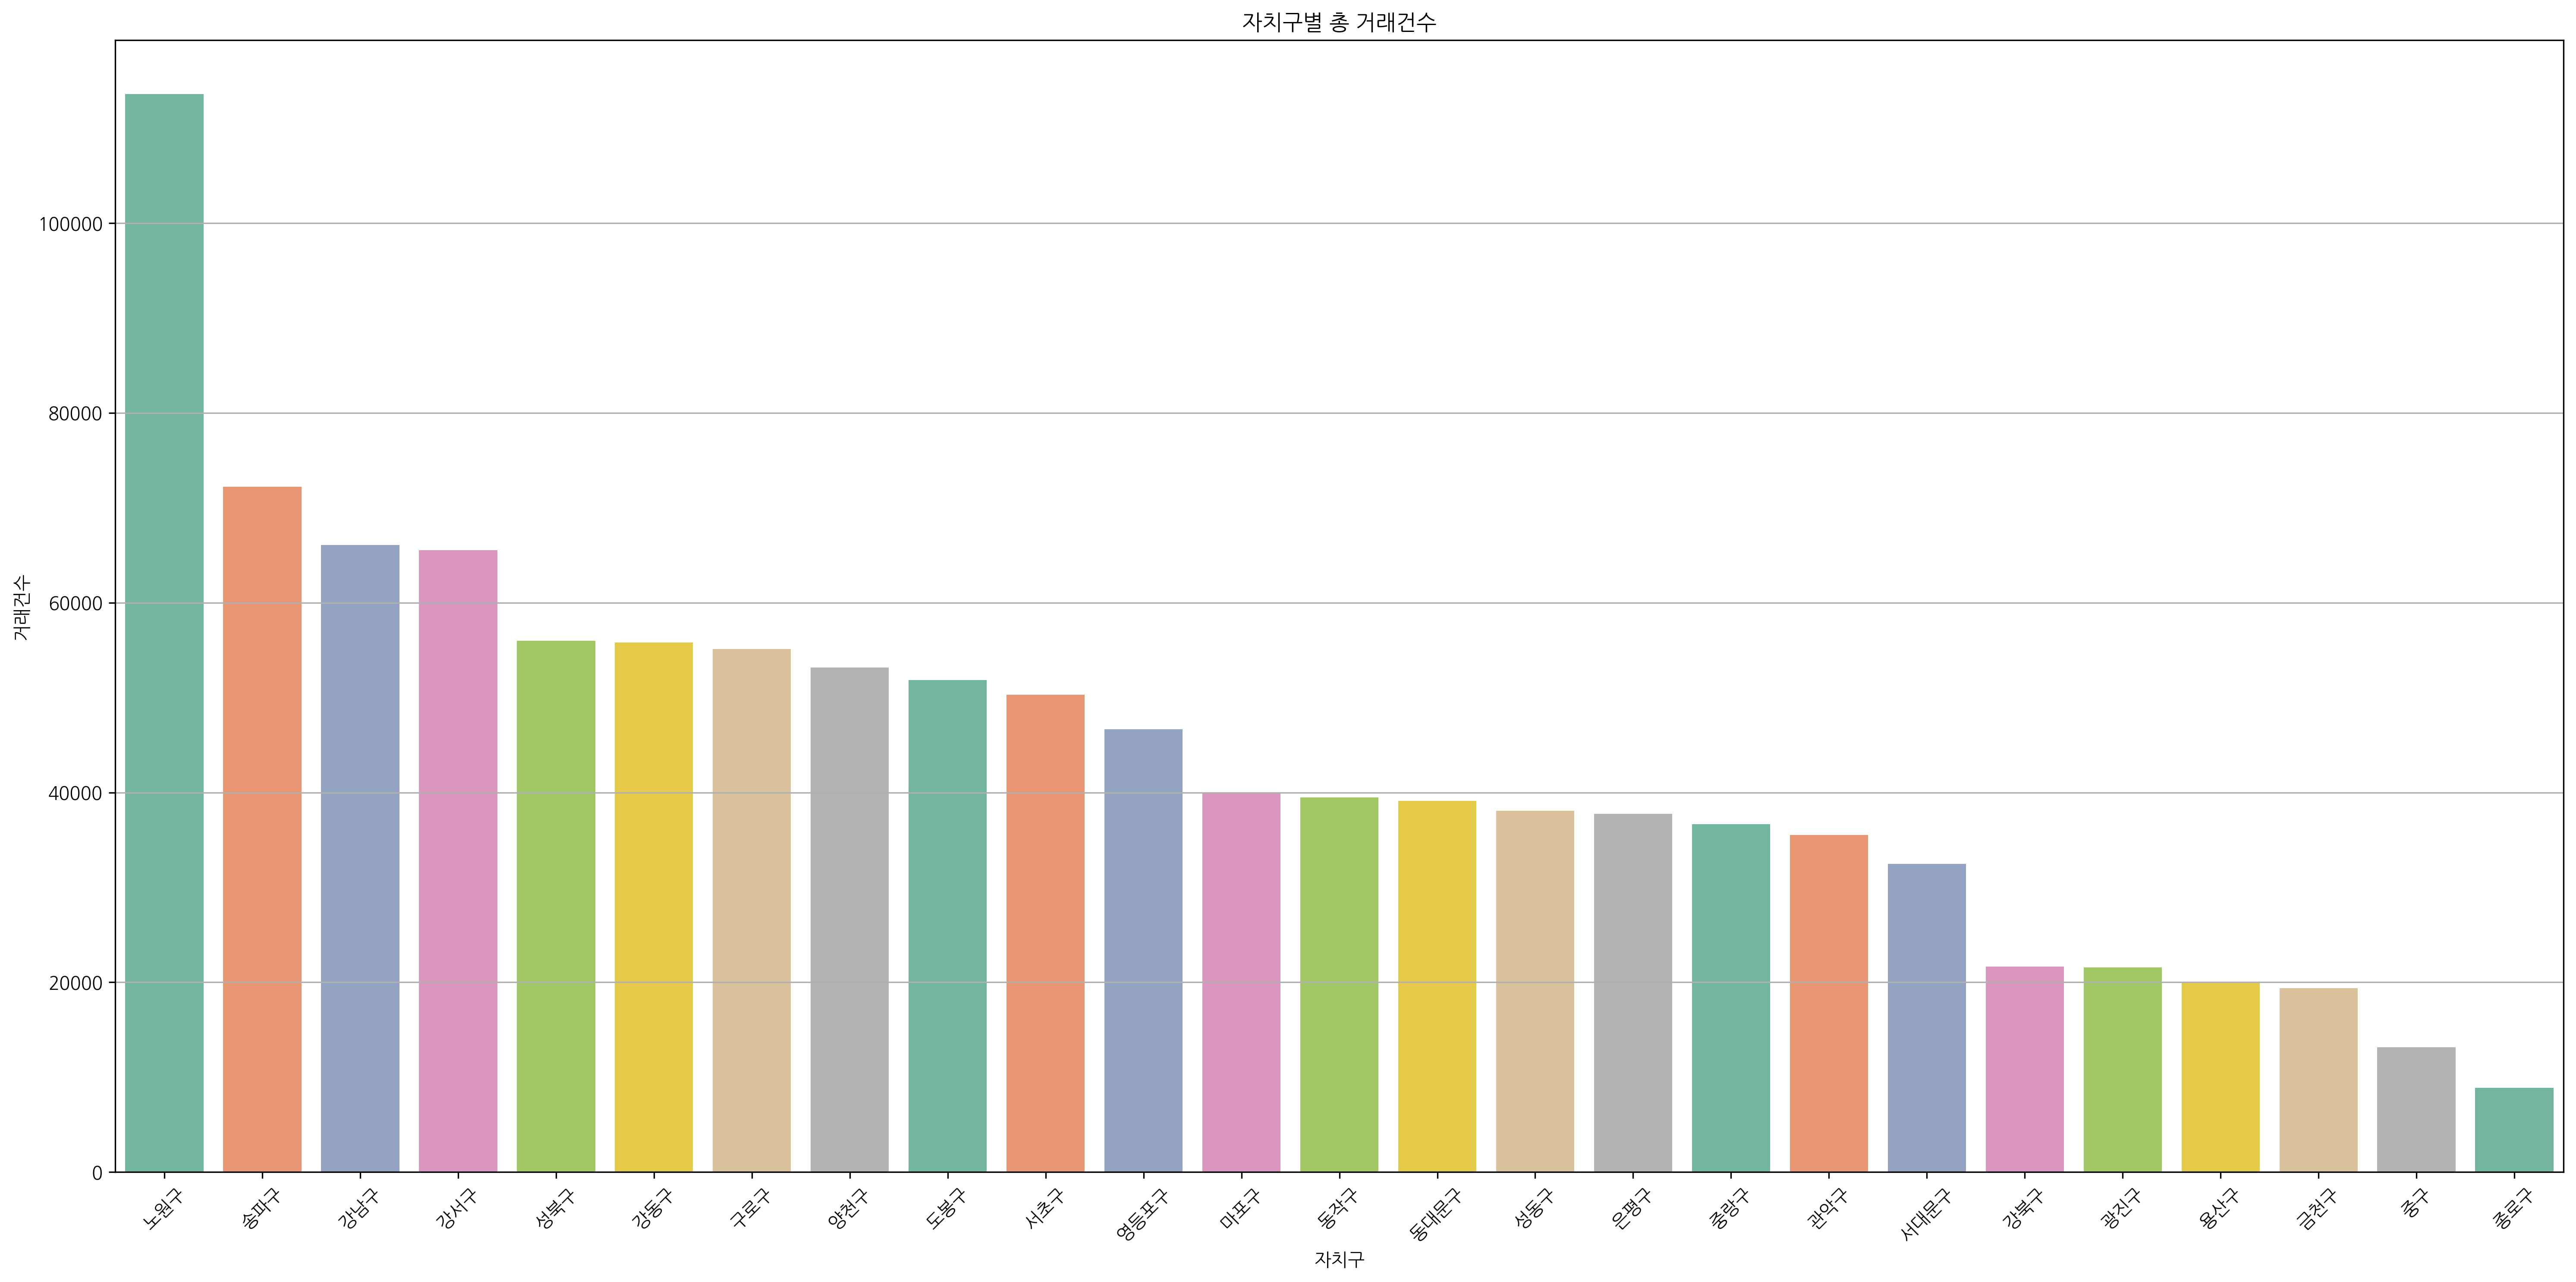 자치구별 총 거래건수
거래건수
100000
80000
60000
40000
20000
0
노원구
송파구
강남구
강서구
성북구
강동구
구로구
양천구
도봉구
서초구
영등포구
마포구
동작구
동대문구
성동구
은평구
중랑구
관악구
서대문구
강북구
광진구
용산구
금천구
중구
종로구
자치구